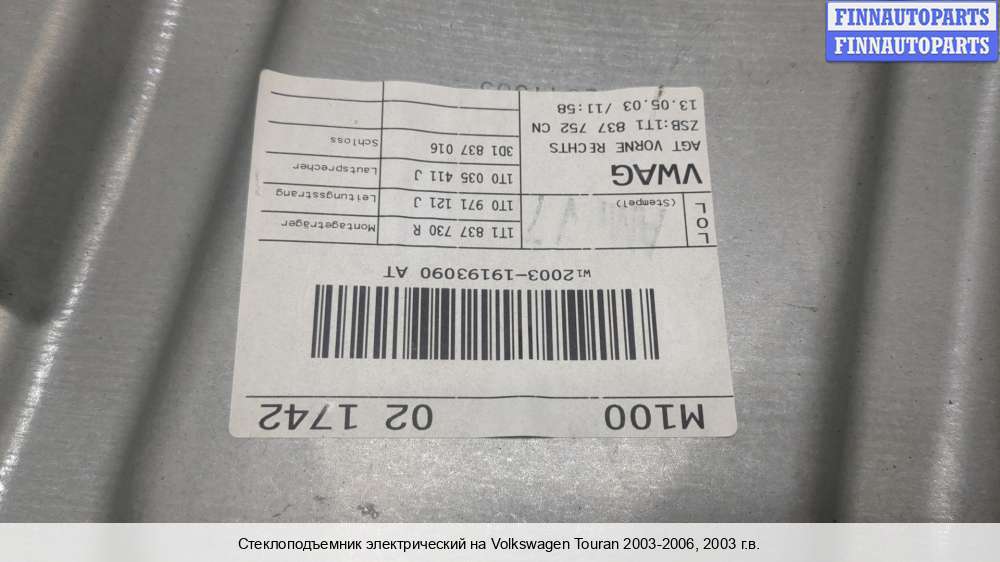 FINNAUTOPARTS
FINNAUTOPARTS
M100 02 1742
W12003-19193090 AT
LOL
(Stempel)
VWAG
AGT VORNE RECHTS
ZSB:1T1 837 752 CN
13.05.03 /11:58
1T1 837 730 R Montageträger
1T0 971 121 J Leitungsstrang
1T0 035 411 J Lautsprecher
3D1 837 016 Schloss
Стеклоподъемник электрический на Volkswagen Touran 2003-2006, 2003 г.в.